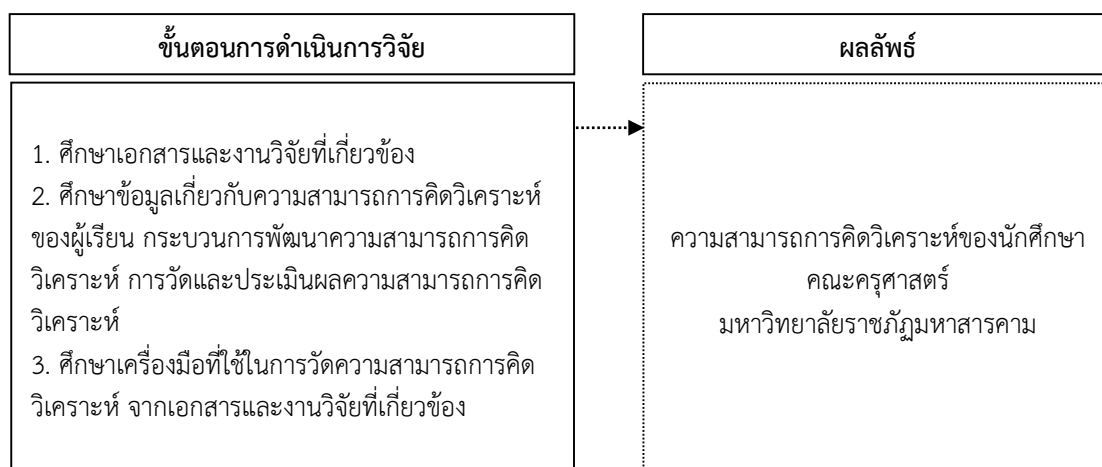 ขั้นตอนการดำเนินการวิจัย
ผลลัพธ์
1. ศึกษาเอกสารและงานวิจัยที่เกี่ยวข้อง
2. ศึกษาข้อมูลเกี่ยวกับความสามารถการคิดวิเคราะห์
ของผู้เรียน กระบวนการพัฒนาความสามารถการคิด
วิเคราะห์ การวัดและประเมินผลความสามารถการคิด
วิเคราะห์
3. ศึกษาเครื่องมือที่ใช้ในการวัดความสามารถการคิด
วิเคราะห์ จากเอกสารและงานวิจัยที่เกี่ยวข้อง
ความสามารถการคิดวิเคราะห์ของนักศึกษา
คณะครุศาสตร์
มหาวิทยาลัยราชภัฏมหาสารคาม